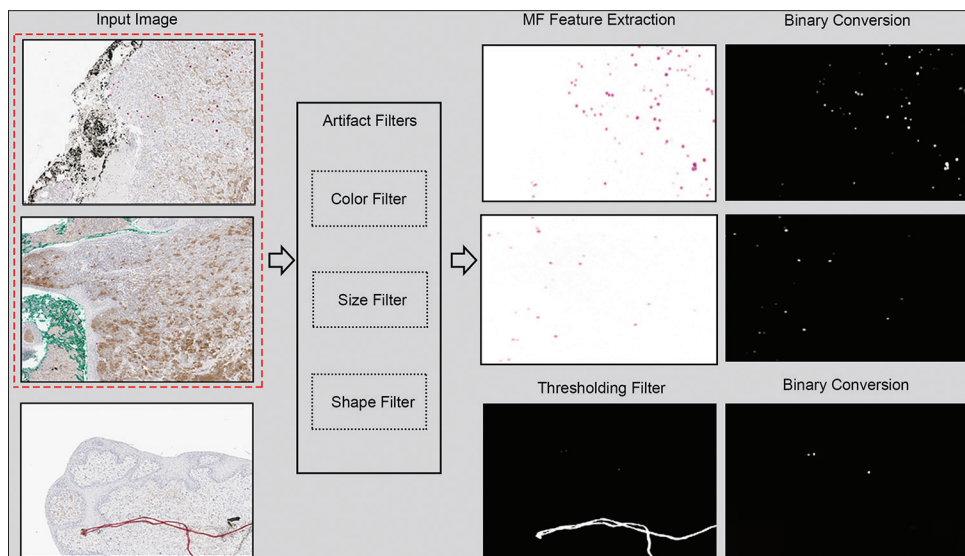 Input Image
MF Feature Extraction
Binary Conversion
Artifact Filters
Color Filter
Size Filter
Shape Filter
Thresholding Filter
Binary Conversion